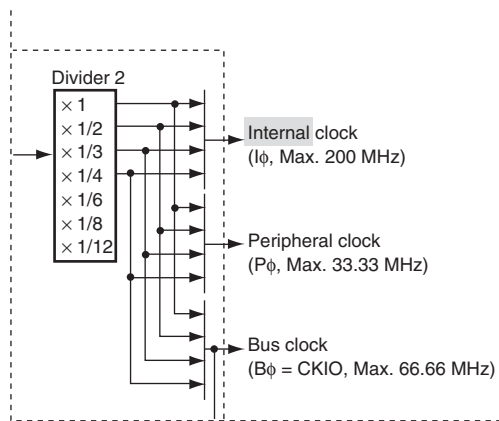 Divider 2
× 1
× 1/2
× 1/3
× 1/4
× 1/6
× 1/8
× 1/12
Internal clock
(Iϕ, Max. 200 MHz)
Peripheral clock
(Pϕ, Max. 33.33 MHz)
Bus clock
(Bϕ = CKIO, Max. 66.66 MHz)